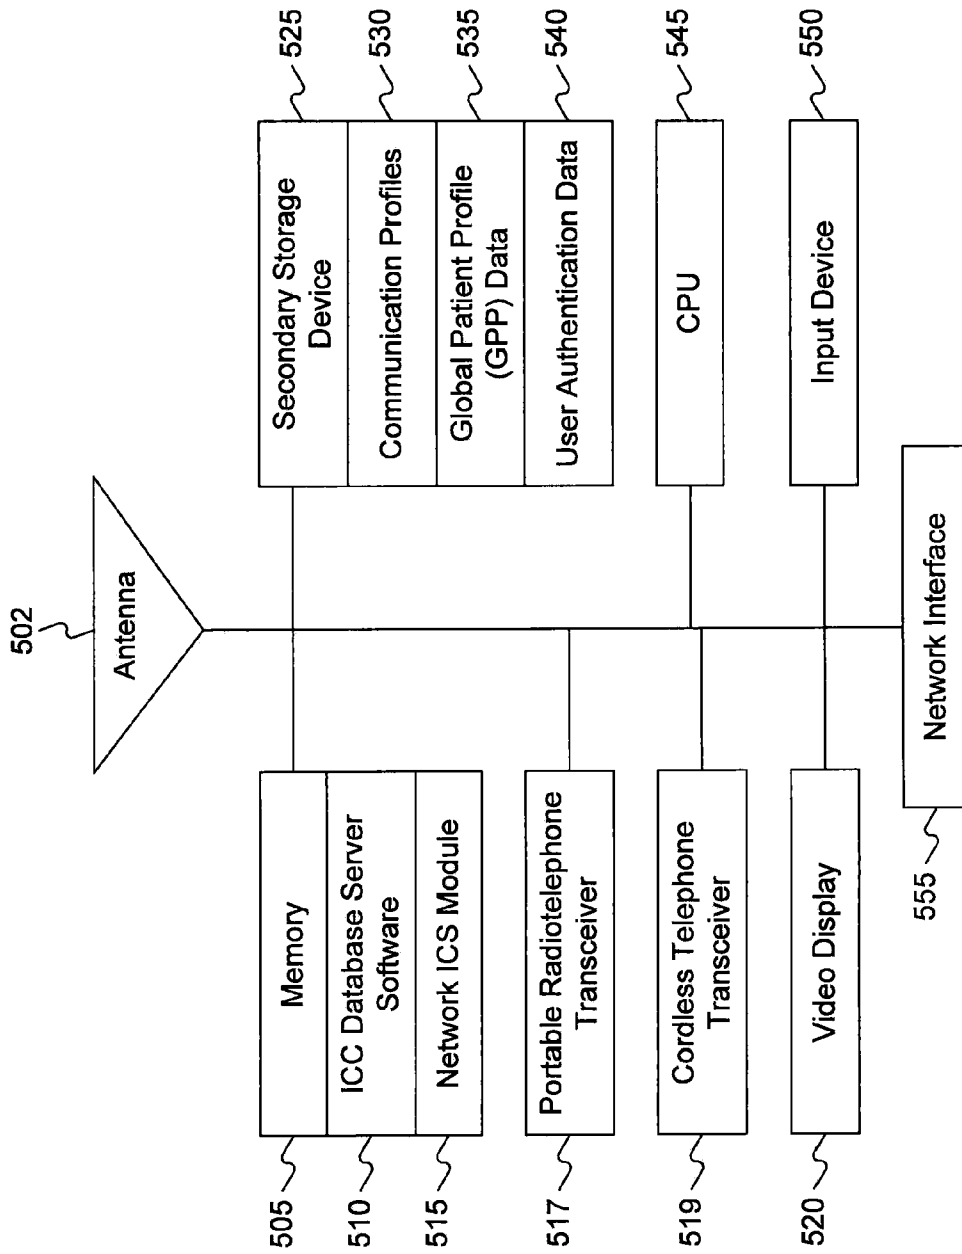 502
Antenna
505
Memory
510
ICC Database Server
Software
515
Network ICS Module
517
Portable Radiotelephone
Transceiver
519
Cordless Telephone
Transceiver
520
Video Display
525
Secondary Storage
Device
530
Communication Profiles
535
Global Patient Profile
(GPP) Data
540
User Authentication Data
545
CPU
550
Input Device
555
Network Interface